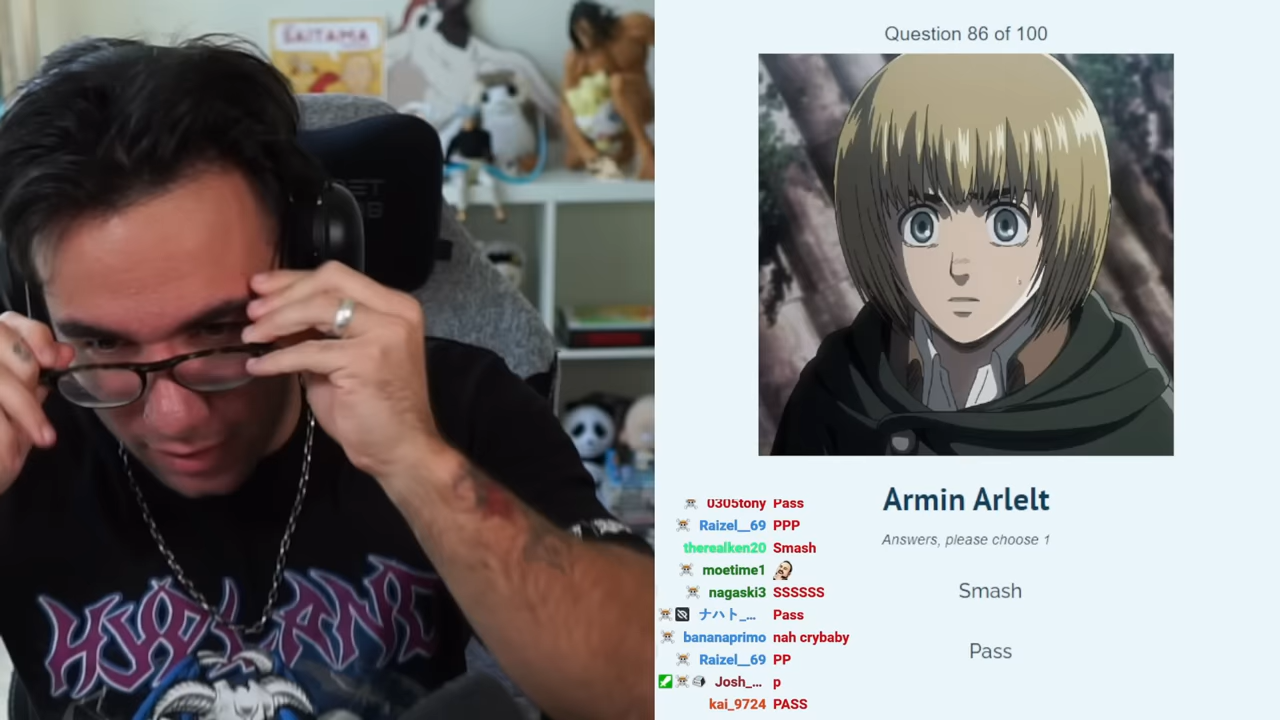 SAITAMA
HYDLANC
Question 86 of 100
Armin Arlelt
Answers, please choose 1
Smash
Pass
0305tony Pass
Raizel__69 PPP
therealken20 Smash
moetime1
nagaski3 SSSSSS
ナハト_... Pass
bananaprimo nah crybaby
Raizel__69 PP
Josh_... p
kai_9724 PASS